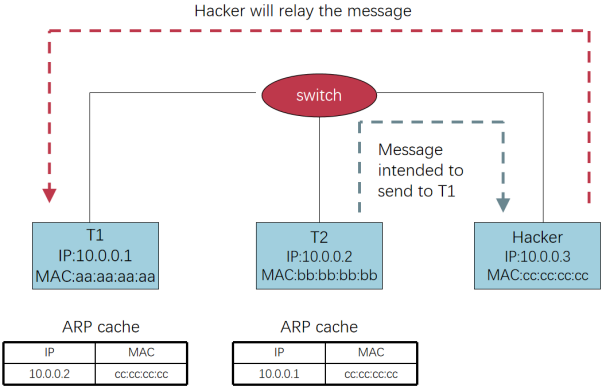 Hacker will relay the message
switch
Message
intended to
send to T1
T1
IP:10.0.0.1
MAC:aa:aa:aa:aa
T2
IP:10.0.0.2
MAC:bb:bb:bb:bb
Hacker
IP:10.0.0.3
MAC:cc:cc:cc:cc
ARP cache
IP MAC
10.0.0.2 cc:cc:cc:cc
ARP cache
IP MAC
10.0.0.1 cc:cc:cc:cc